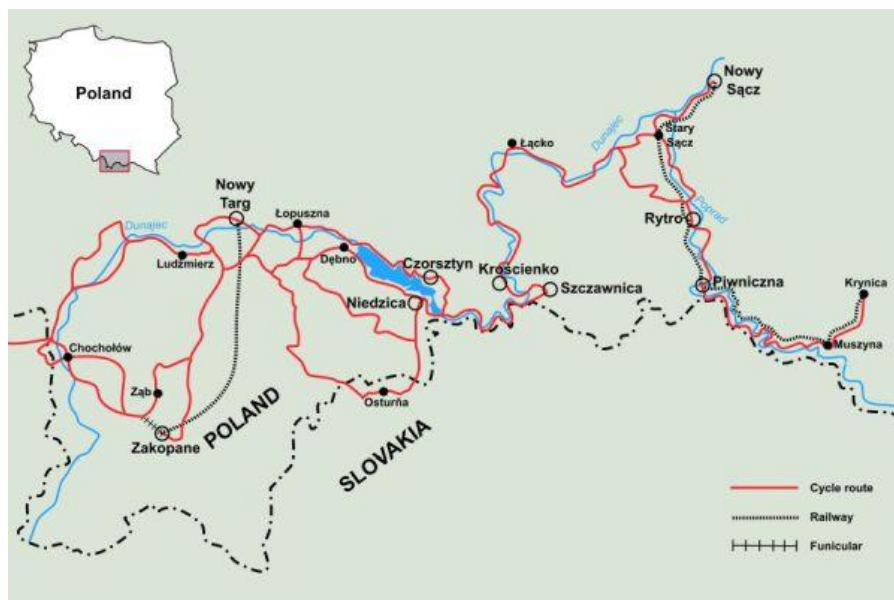 Poland
Nowy
Sącz
Dunajec
Łącko
Stary
Sącz
Nowy
Targ
Łopuszna
Rytro
Poprad
Dunajec
Ludźmierz
Dębno
Czorsztyn
Krościenko
Szczawnica
Piwniczna
Krynica
Niedzica
Chochołów
Muszyna
Ząb
Osturňa
Zakopane
POLAND
SLOVAKIA
Cycle route
Railway
Funicular